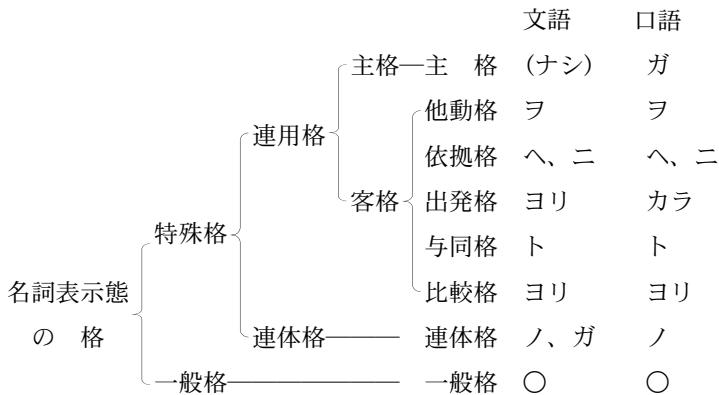 文語 口語
主格―主 格 (ナシ) ガ
他動格 ヲ ヲ
連用格
依拠格 ヘ、ニ ヘ、ニ
客格 出発格 ヨリ カラ
特殊格
与同格 ト ト
名詞表示態
比較格 ヨリ ヨリ
の 格
連体格――― 連体格 ノ、ガ ノ
一般格――――――― 一般格 ○ ○